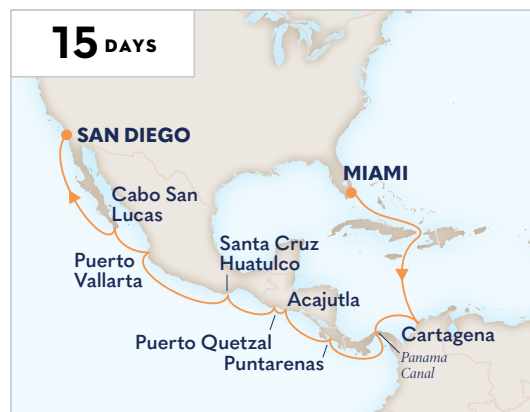 15 DAYS
SAN DIEGO
MIAMI
Cabo San
Lucas
Puerto
Vallarta
Santa Cruz
Huatulco
Acajutla
Puerto Quetzal
Puntarenas
Cartagena
Panama
Canal